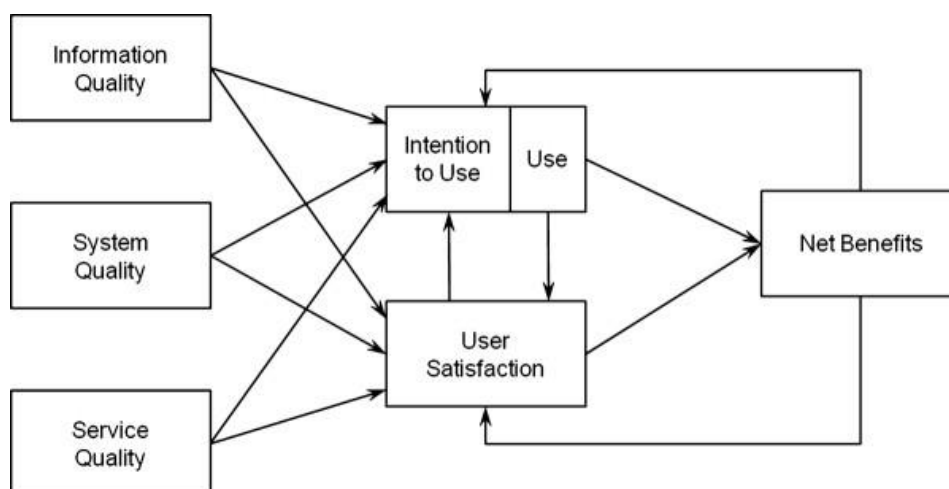 Information
Quality
Intention
to Use
Use
System
Quality
Net Benefits
User
Satisfaction
Service
Quality